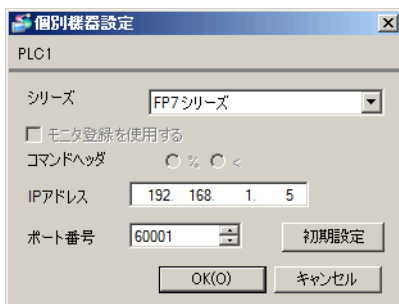 個別機器設定
PLC1
シリーズ FP7シリーズ
モニタ登録を使用する
コマンドヘッダ % <
IPアドレス 192. 168. 1. 5
ポート番号 60001 初期設定
OK(O) キャンセル